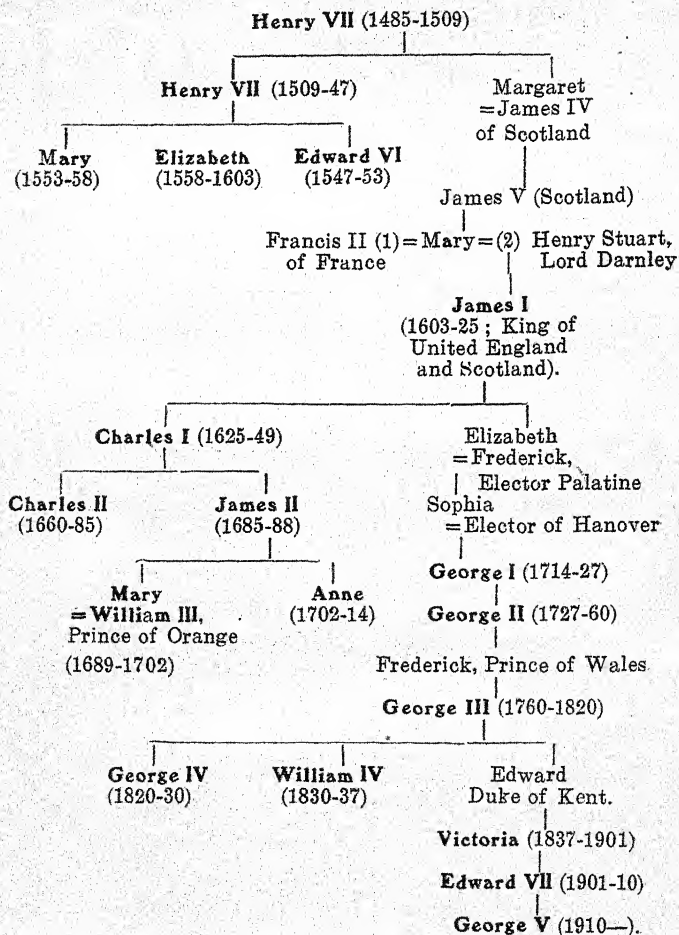 Henry VII (1485-1509)
Henry VII (1509-47)
Margaret
=James IV
of Scotland
Mary
(1553-58)
Elizabeth
(1558-1603)
Edward VI
(1547-53)
James V (Scotland)
Francis II (1)=Mary=(2) Henry Stuart,
of France
Lord Darnley
James I
(1603-25 ; King of
United England
and Scotland).
Charles I (1625-49)
Elizabeth
=Frederick,
Elector Palatine
Charles II
(1660-85)
James II
(1685-88)
Sophia
=Elector of Hanover
Mary
=William III,
Prince of Orange
(1689-1702)
Anne
(1702-14)
George I (1714-27)
George II (1727-60)
Frederick, Prince of Wales
George III (1760-1820)
George IV
(1820-30)
William IV
(1830-37)
Edward
Duke of Kent.
Victoria (1837-1901)
Edward VII (1901-10)
George V (1910—).